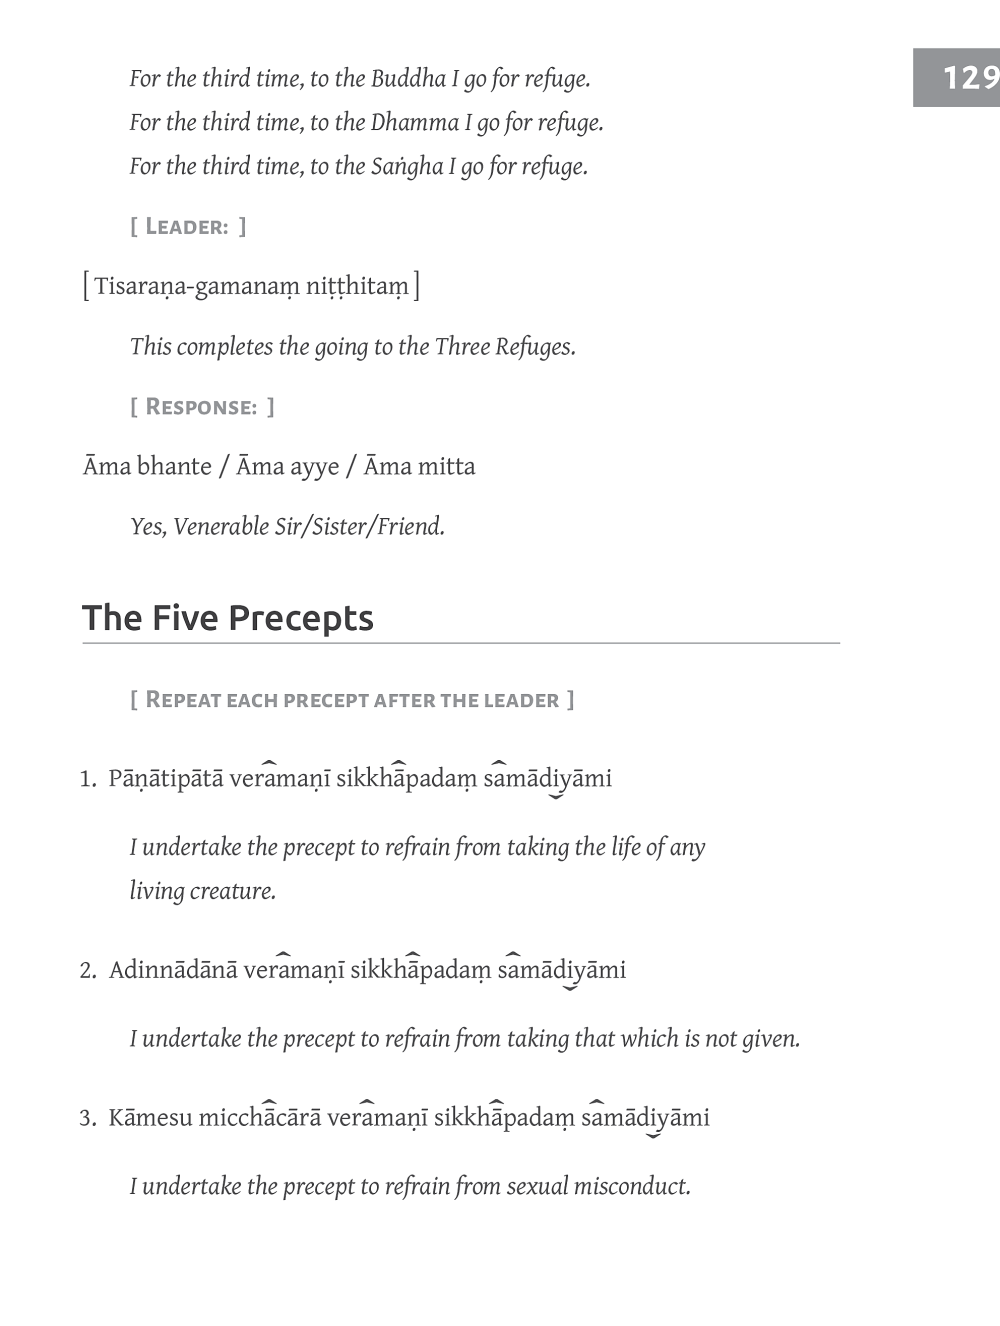 129
For the third time, to the Buddha I go for refuge.
For the third time, to the Dhamma I go for refuge.
For the third time, to the Saṅgha I go for refuge.
[ Leader: ]
[ Tisaraṇa-gamanaṃ niṭṭhitaṃ ]
This completes the going to the Three Refuges.
[ Response: ]
Āma bhante / Āma ayye / Āma mitta
Yes, Venerable Sir/Sister/Friend.
The Five Precepts
[ Repeat each precept after the leader ]
1. Pāṇātipātā veramaṇī sikkhāpadaṃ samādiyāmi
I undertake the precept to refrain from taking the life of any
living creature.
2. Adinnādānā veramaṇī sikkhāpadaṃ samādiyāmi
I undertake the precept to refrain from taking that which is not given.
3. Kāmesu micchācārā veramaṇī sikkhāpadaṃ samādiyāmi
I undertake the precept to refrain from sexual misconduct.